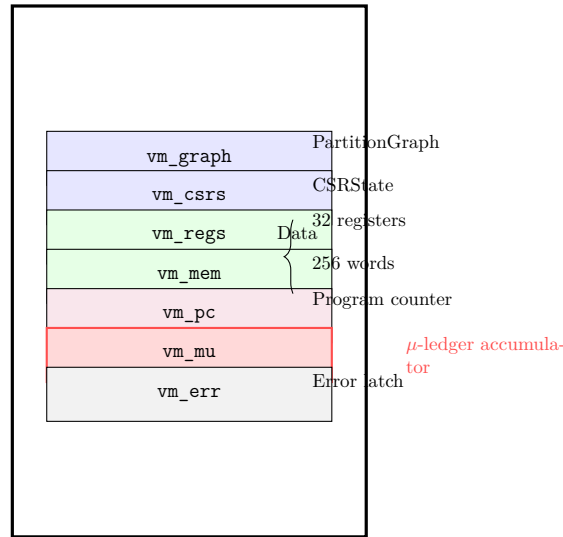 PartitionGraph
vm_graph
CSRState
vm_csrs
32 registers
vm_regs
Data
256 words
vm_mem
Program counter
vm_pc
μ-ledger accumula-
tor
vm_mu
Error latch
vm_err